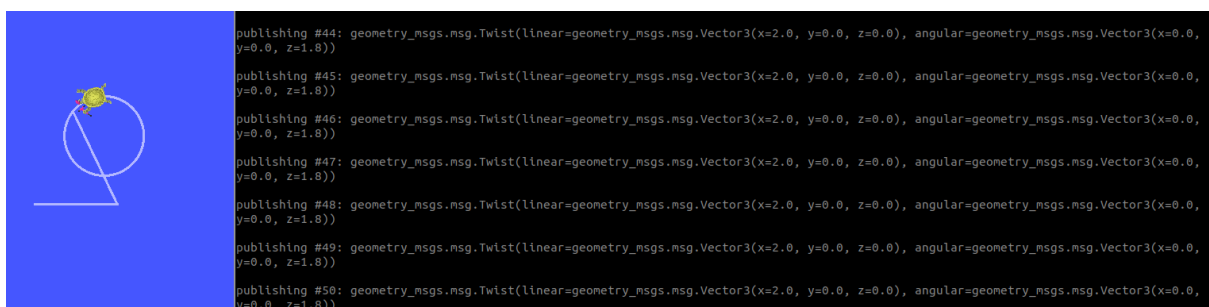 publishing #44: geometry_msgs.msg.Twist(linear=geometry_msgs.msg.Vector3(x=2.0, y=0.0, z=0.0), angular=geometry_msgs.msg.Vector3(x=0.0,
y=0.0, z=1.8))
publishing #45: geometry_msgs.msg.Twist(linear=geometry_msgs.msg.Vector3(x=2.0, y=0.0, z=0.0), angular=geometry_msgs.msg.Vector3(x=0.0,
y=0.0, z=1.8))
publishing #46: geometry_msgs.msg.Twist(linear=geometry_msgs.msg.Vector3(x=2.0, y=0.0, z=0.0), angular=geometry_msgs.msg.Vector3(x=0.0,
y=0.0, z=1.8))
publishing #47: geometry_msgs.msg.Twist(linear=geometry_msgs.msg.Vector3(x=2.0, y=0.0, z=0.0), angular=geometry_msgs.msg.Vector3(x=0.0,
y=0.0, z=1.8))
publishing #48: geometry_msgs.msg.Twist(linear=geometry_msgs.msg.Vector3(x=2.0, y=0.0, z=0.0), angular=geometry_msgs.msg.Vector3(x=0.0,
y=0.0, z=1.8))
publishing #49: geometry_msgs.msg.Twist(linear=geometry_msgs.msg.Vector3(x=2.0, y=0.0, z=0.0), angular=geometry_msgs.msg.Vector3(x=0.0,
y=0.0, z=1.8))
publishing #50: geometry_msgs.msg.Twist(linear=geometry_msgs.msg.Vector3(x=2.0, y=0.0, z=0.0), angular=geometry_msgs.msg.Vector3(x=0.0,
y=0.0, z=1.8))